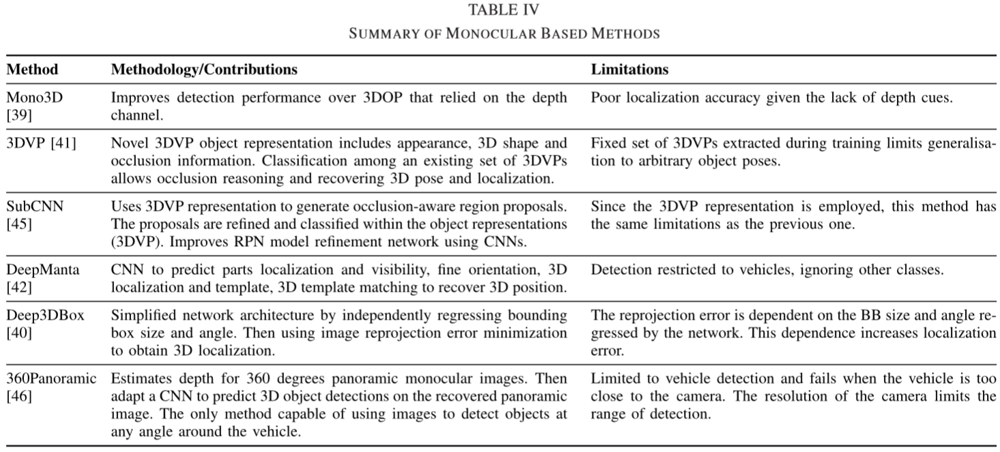 TABLE IV
SUMMARY OF MONOCULAR BASED METHODS
Method Methodology/Contributions Limitations
Mono3D
[39]
Improves detection performance over 3DOP that relied on the depth
channel.
Poor localization accuracy given the lack of depth cues.
3DVP [41]
Novel 3DVP object representation includes appearance, 3D shape and
occlusion information. Classification among an existing set of 3DVPs
allows occlusion reasoning and recovering 3D pose and localization.
Fixed set of 3DVPs extracted during training limits generalisa-
tion to arbitrary object poses.
SubCNN
[45]
Uses 3DVP representation to generate occlusion-aware region proposals.
The proposals are refined and classified within the object representations
(3DVP). Improves RPN model refinement network using CNNs.
Since the 3DVP representation is employed, this method has
the same limitations as the previous one.
DeepManta
[42]
CNN to predict parts localization and visibility, fine orientation, 3D
localization and template, 3D template matching to recover 3D position.
Detection restricted to vehicles, ignoring other classes.
Deep3DBox
[40]
Simplified network architecture by independently regressing bounding
box size and angle. Then using image reprojection error minimization
to obtain 3D localization.
The reprojection error is dependent on the BB size and angle re-
gressed by the network. This dependence increases localization
error.
360Panoramic
[46]
Estimates depth for 360 degrees panoramic monocular images. Then
adapt a CNN to predict 3D object detections on the recovered panoramic
image. The only method capable of using images to detect objects at
any angle around the vehicle.
Limited to vehicle detection and fails when the vehicle is too
close to the camera. The resolution of the camera limits the
range of detection.